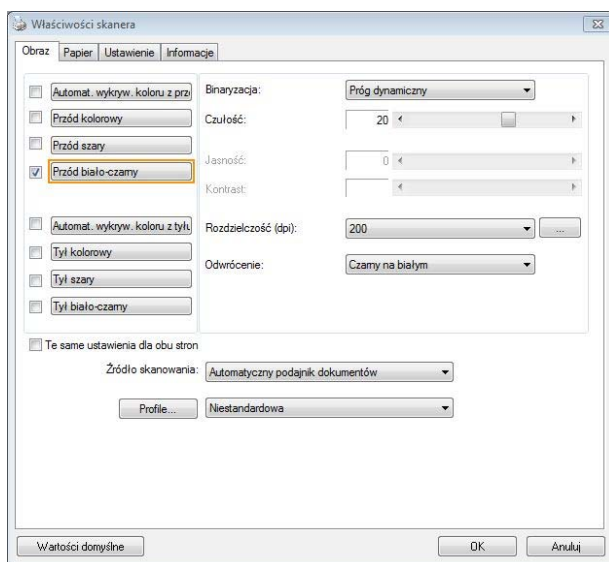 Właściwości skanera
Obraz Papier Ustawienie Informacje
Automat. wykryw. koloru z prz
Binaryzacja: Próg dynamiczny
Przód kolorowy
Czułość: 20
Przód szary
Jasność: 0
Przód biało-czarny
Kontrast:
Automat. wykryw. koloru z tyłu
Rozdzielczość (dpi): 200 ...
Tył kolorowy
Odwrócenie: Czarny na białym
Tył szary
Tył biało-czarny
Te same ustawienia dla obu stron
Źródło skanowania: Automatyczny podajnik dokumentów
Profile... Niestandardowa
Wartości domyślne OK Anuluj